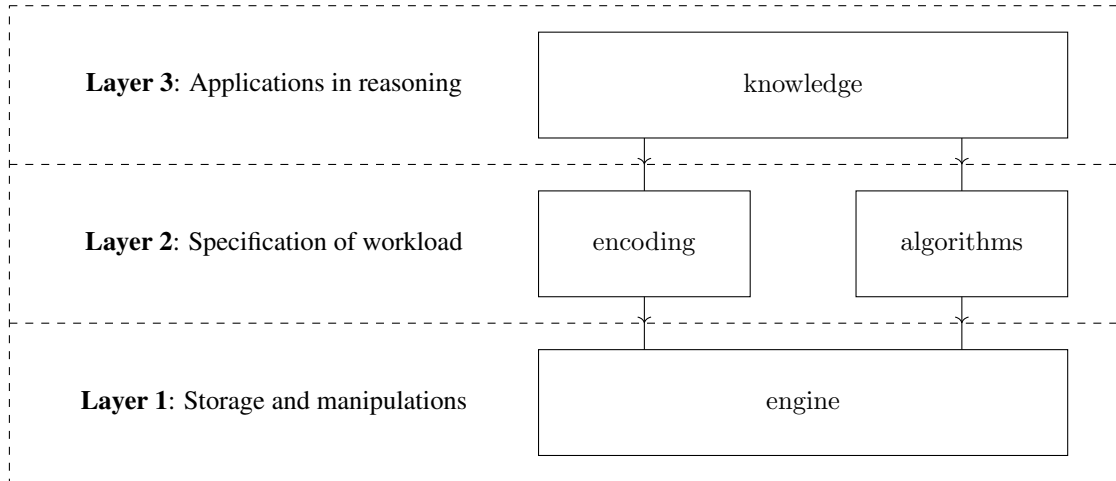 Layer 3: Applications in reasoning
knowledge
Layer 2: Specification of workload
encoding
algorithms
Layer 1: Storage and manipulations
engine